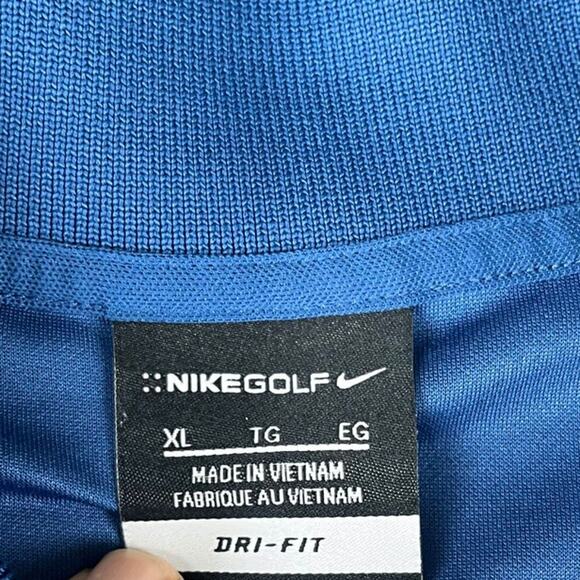 NIKEGOLF
XL TG EG
MADE IN VIETNAM
FABRIQUE AU VIETNAM
DRI-FIT